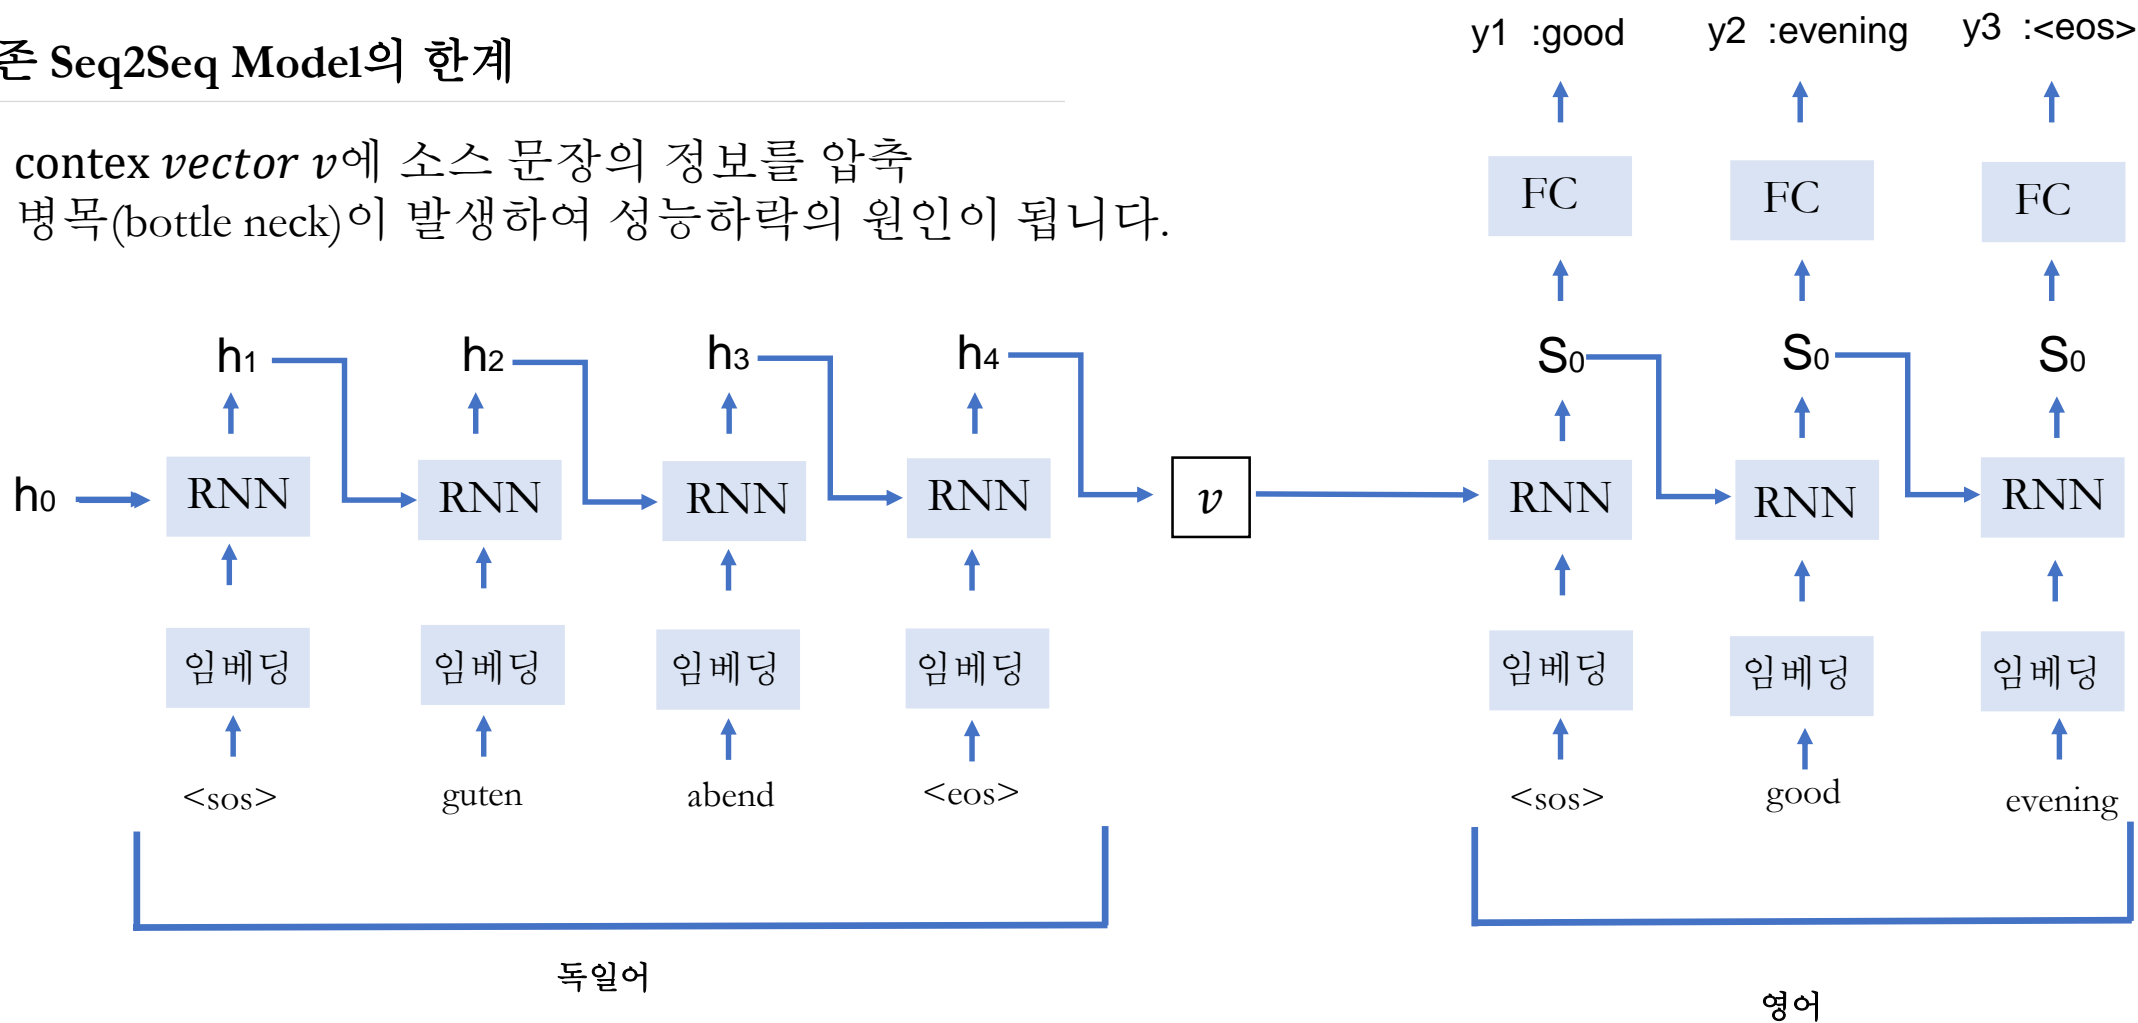 존 Seq2Seq Model의 한계
contex vector v에 소스 문장의 정보를 압축
병목(bottle neck)이 발생하여 성능하락의 원인이 됩니다.
y1 :good y2 :evening y3 :<eos>
FC FC FC
h1 h2 h3 h4 S0 S0 S0
h0 RNN RNN RNN RNN v RNN RNN RNN
임베딩 임베딩 임베딩 임베딩 임베딩 임베딩 임베딩
<sos> guten abend <eos> <sos> good evening
독일어
영어